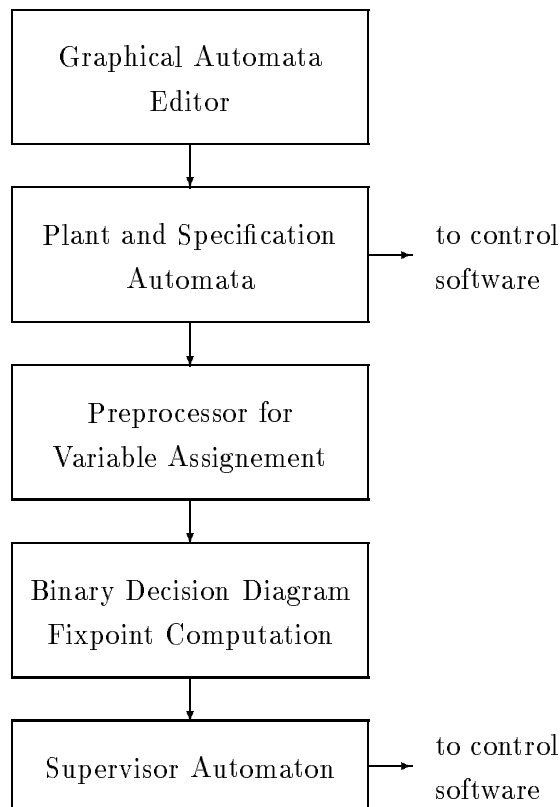 Graphical Automata
Editor
Plant and Specification
Automata
to control
software
Preprocessor for
Variable Assignement
Binary Decision Diagram
Fixpoint Computation
Supervisor Automaton
to control
software